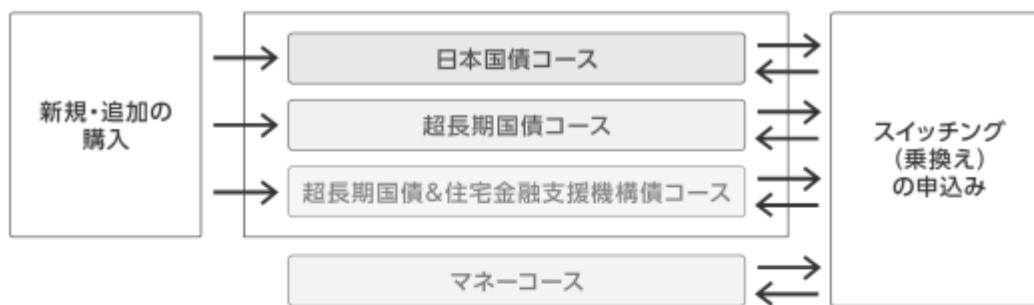 新規・追加の
購入
日本国債コース
超長期国債コース
超長期国債&住宅金融支援機構債コース
マネーコース
スイッチング
(乗換え)
の申込み